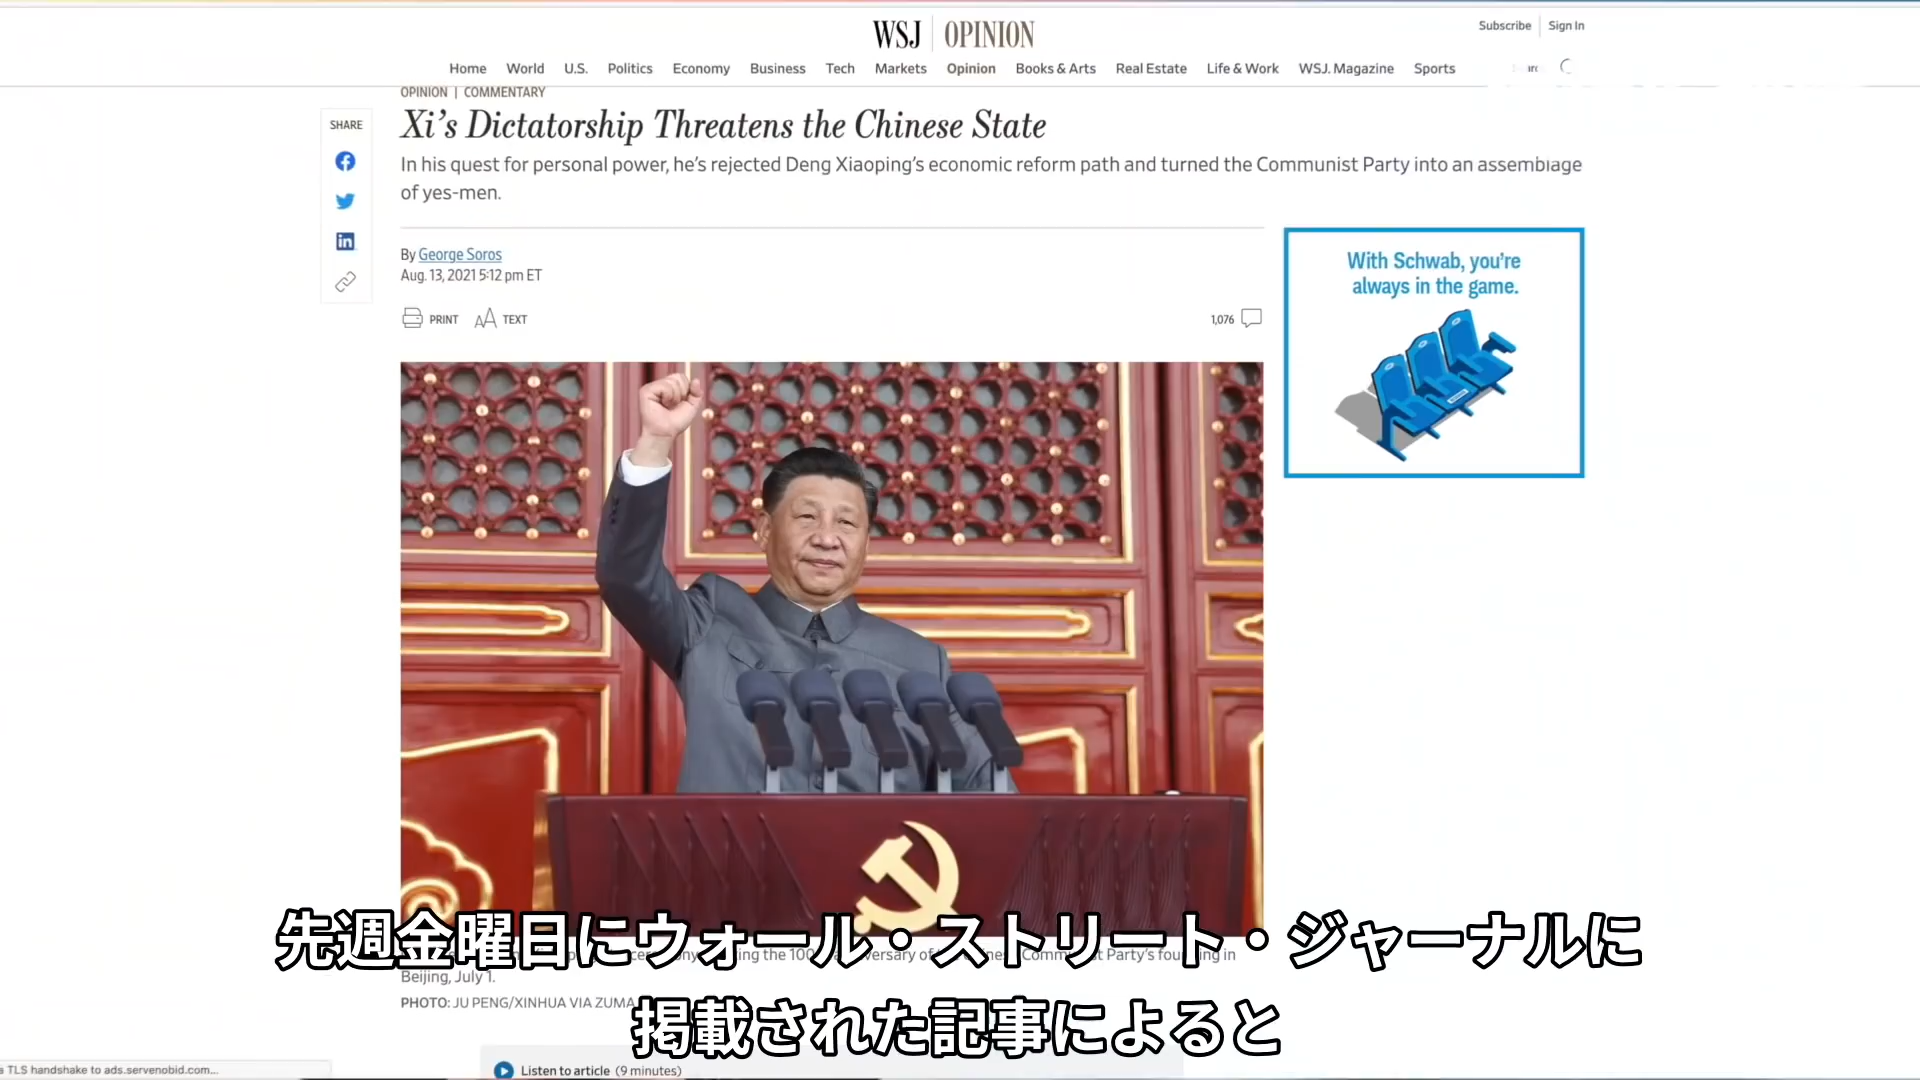 WSJ | OPINION
Subscribe | Sign In
Home World U.S. Politics Economy Business Tech Markets Opinion Books & Arts Real Estate Life & Work WSJ. Magazine Sports
OPINION | COMMENTARY
SHARE
Xi's Dictatorship Threatens the Chinese State
In his quest for personal power, he's rejected Deng Xiaoping's economic reform path and turned the Communist Party into an assemblage
of yes-men.
By George Soros
Aug. 13, 2021 5:12 pm ET
PRINT AA TEXT
1,076
With Schwab, you're
always in the game.
先週金曜日にウォール・ストリート・ジャーナルに
the 100 Party's in
Beijing, July 1.
PHOTO: JU PENG/XINHUA VIA ZUMA
掲載された記事によると
TLS handshake to ads.servenobid.com...
Listen to article (9 minutes)